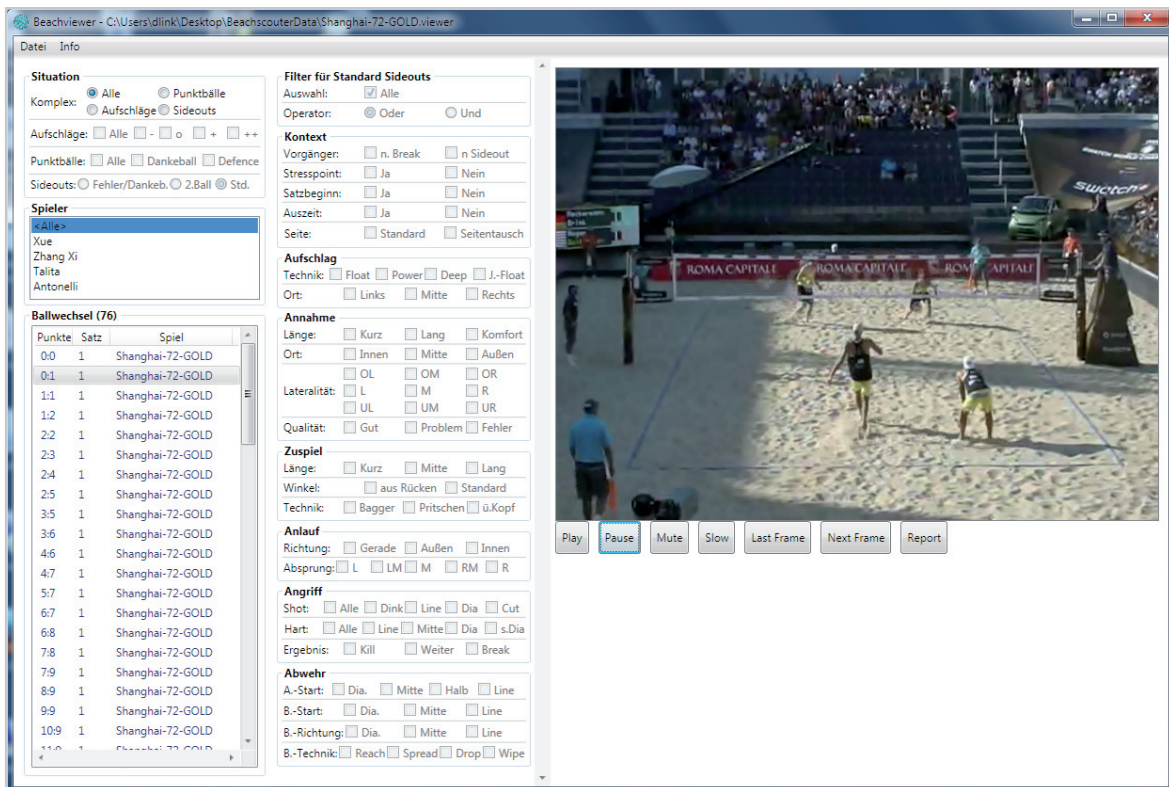 Beachviewer - C:\Users\dlink\Desktop\BeachscouterData\Shanghai-72-GOLD.viewer
Datei Info
Situation
Komplex: Alle Punktbälle
Aufschläge Sideouts
Aufschläge: Alle - o + ++
Punktbälle: Alle Dankeball Defence
Sideouts: Fehler/Dankeb. 2.Ball Std.
Spieler
<Alle>
Xue
Zhang Xi
Talita
Antonelli
Ballwechsel (76)
Punkte Satz Spiel
0:0 1 Shanghai-72-GOLD
0:1 1 Shanghai-72-GOLD
1:1 1 Shanghai-72-GOLD
1:2 1 Shanghai-72-GOLD
2:2 1 Shanghai-72-GOLD
2:3 1 Shanghai-72-GOLD
2:4 1 Shanghai-72-GOLD
2:5 1 Shanghai-72-GOLD
3:5 1 Shanghai-72-GOLD
3:6 1 Shanghai-72-GOLD
4:6 1 Shanghai-72-GOLD
4:7 1 Shanghai-72-GOLD
5:7 1 Shanghai-72-GOLD
6:7 1 Shanghai-72-GOLD
6:8 1 Shanghai-72-GOLD
7:8 1 Shanghai-72-GOLD
7:9 1 Shanghai-72-GOLD
8:9 1 Shanghai-72-GOLD
9:9 1 Shanghai-72-GOLD
10:9 1 Shanghai-72-GOLD
11:9 1 Shanghai-72-GOLD
Filter für Standard Sideouts
Auswahl: Alle
Operator: Oder Und
Kontext
Vorgänger: n. Break n Sideout
Stresspoint: Ja Nein
Satzbeginn: Ja Nein
Auszeit: Ja Nein
Seite: Standard Seitentausch
Aufschlag
Technik: Float Power Deep J.-Float
Ort: Links Mitte Rechts
Annahme
Länge: Kurz Lang Komfort
Ort: Innen Mitte Außen
OL OM OR
Lateralität: L M R
UL UM UR
Qualität: Gut Problem Fehler
Zuspiel
Länge: Kurz Mitte Lang
Winkel: aus Rücken Standard
Technik: Bagger Pritschen ü.Kopf
Anlauf
Richtung: Gerade Außen Innen
Absprung: L LM M RM R
Angriff
Shot: Alle Dink Line Dia Cut
Hart: Alle Line Mitte Dia s.Dia
Ergebnis: Kill Weiter Break
Abwehr
A.-Start: Dia. Mitte Halb Line
B.-Start: Dia. Mitte Line
B.-Richtung: Dia. Mitte Line
B.-Technik: Reach Spread Drop Wipe
swatch
ROMA CAPITALE ROMA CAPITALE ROMA CAPITALE
Play Pause Mute Slow Last Frame Next Frame Report